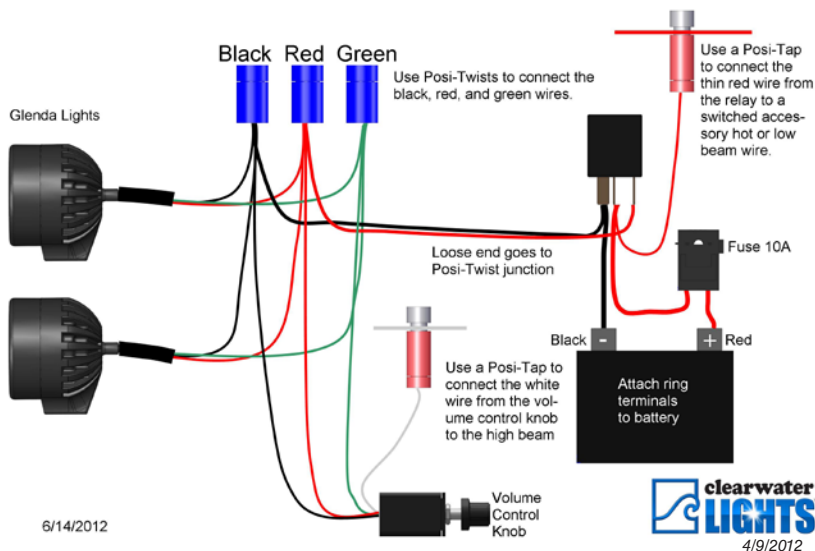 Black Red Green
Use Posi-Twists to connect the
black, red, and green wires.
Use a Posi-Tap
to connect the
thin red wire from
the relay to a
switched acces-
sory hot or low
beam wire.
Glenda Lights
Loose end goes to
Posi-Twist junction
Fuse 10A
Black - + Red
Attach ring
terminals
to battery
Use a Posi-Tap to
connect the white
wire from the vol-
ume control knob
to the high beam
Volume
Control
Knob
6/14/2012
clearwater
LIGHTS
4/9/2012